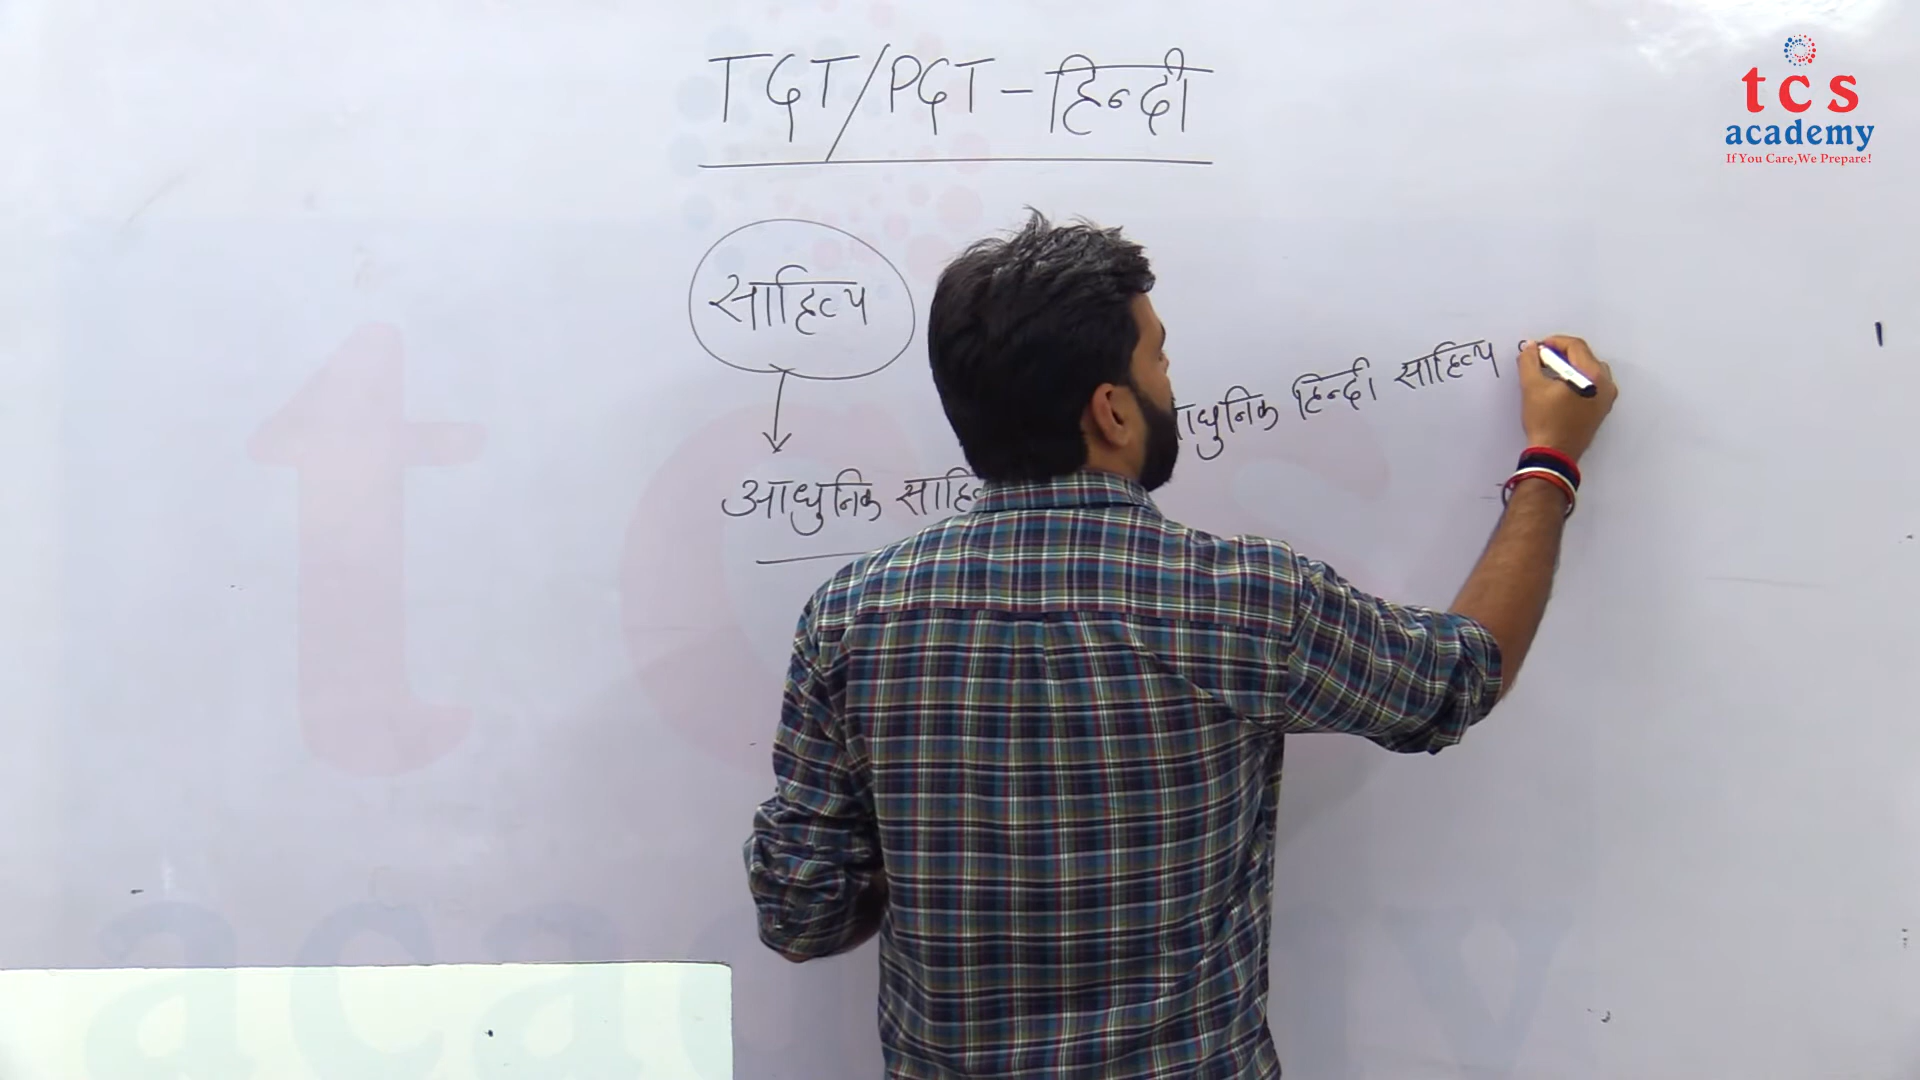 TGT/PGT - हिन्दी
tcs
academy
If You Care, We Prepare!
साहित्य
हिन्दी साहित्य
आधुनिक